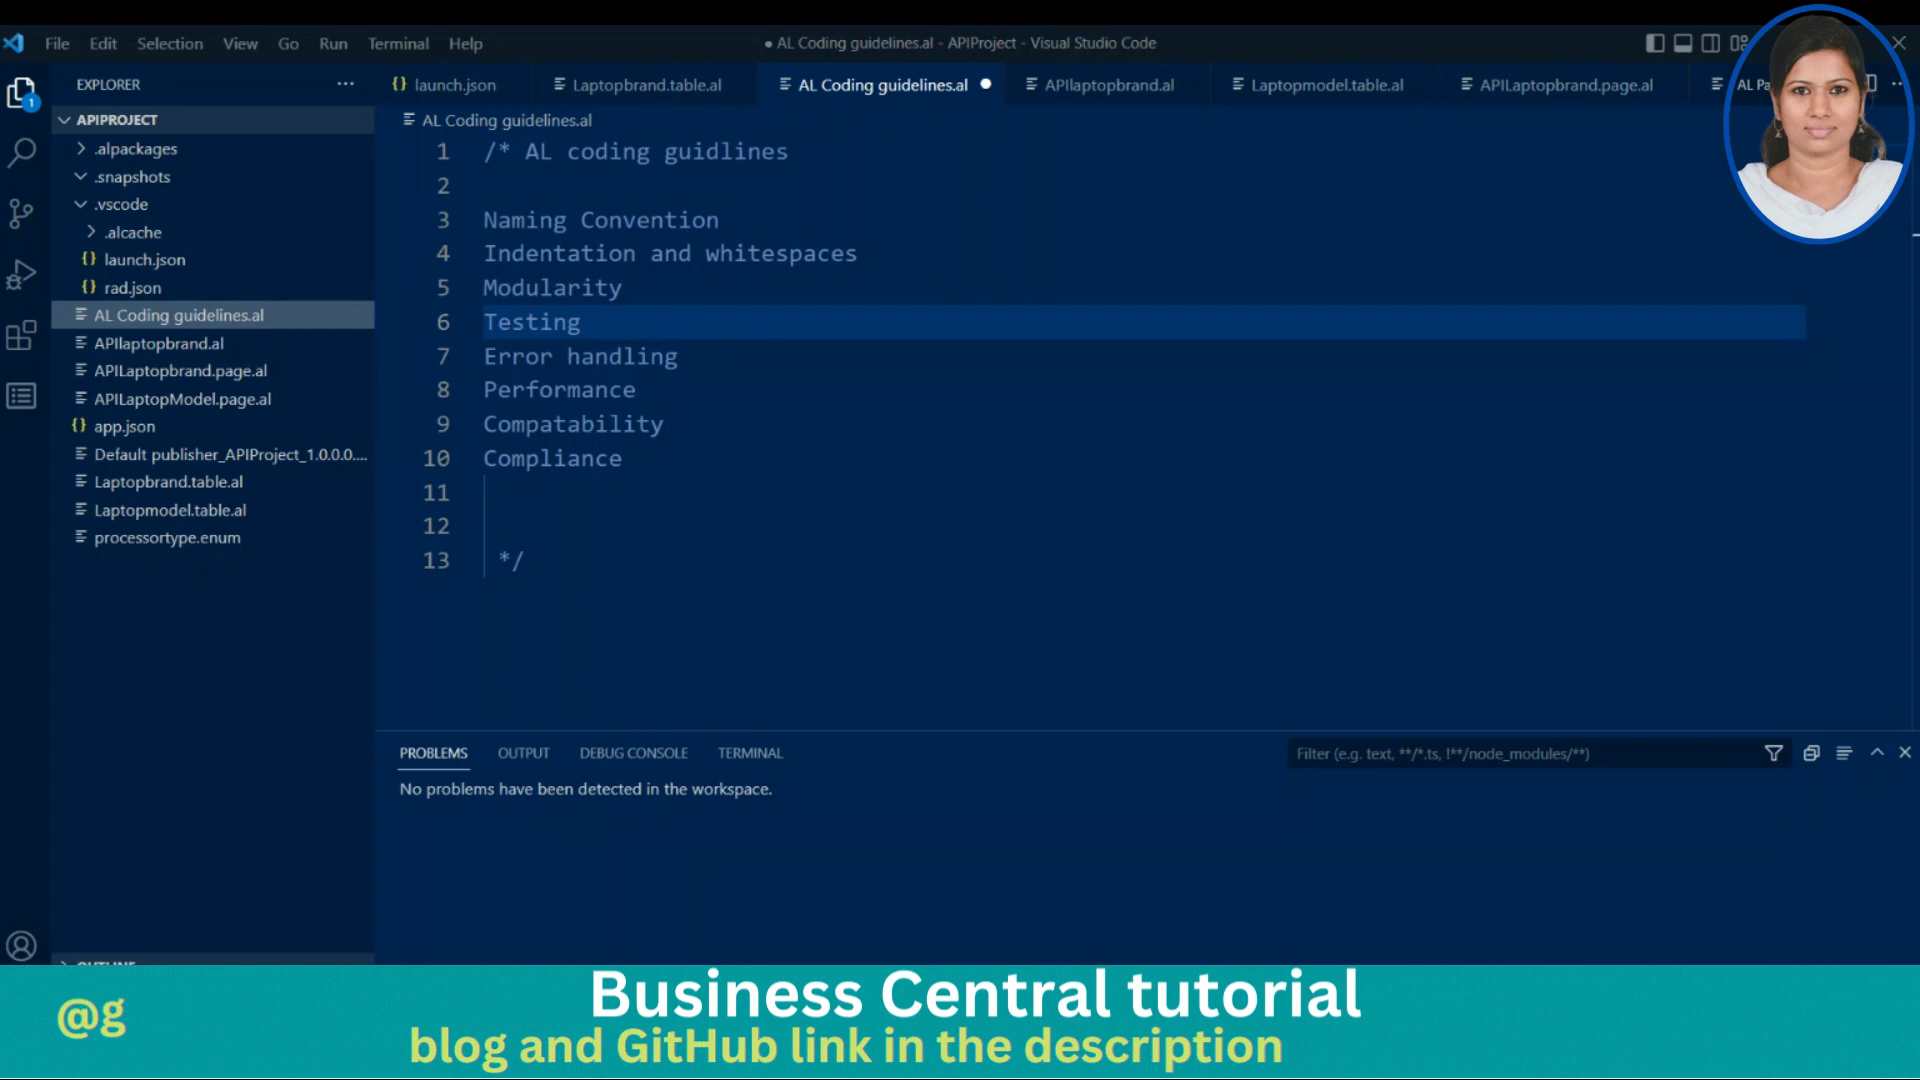 File Edit Selection View Go Run Terminal Help
● AL Coding guidelines.al - APIProject - Visual Studio Code
EXPLORER
launch.json
Laptopbrand.table.al
AL Coding guidelines.al
APIlaptopbrand.al
Laptopmodel.table.al
APILaptopbrand.page.al
AL Pa
1
APIPROJECT
.alpackages
.snapshots
.vscode
.alcache
launch.json
rad.json
AL Coding guidelines.al
APIlaptopbrand.al
APILaptopbrand.page.al
APILaptopModel.page.al
app.json
Default publisher_APIProject_1.0.0.0....
Laptopbrand.table.al
Laptopmodel.table.al
processortype.enum
OUTLINE
AL Coding guidelines.al
1 /* AL coding guidlines
2
3 Naming Convention
4 Indentation and whitespaces
5 Modularity
6 Testing
7 Error handling
8 Performance
9 Compatability
10 Compliance
11
12
13 */
PROBLEMS OUTPUT DEBUG CONSOLE TERMINAL
Filter (e.g. text, **/*.ts, !**/node_modules/**)
No problems have been detected in the workspace.
@g
Business Central tutorial
blog and GitHub link in the description